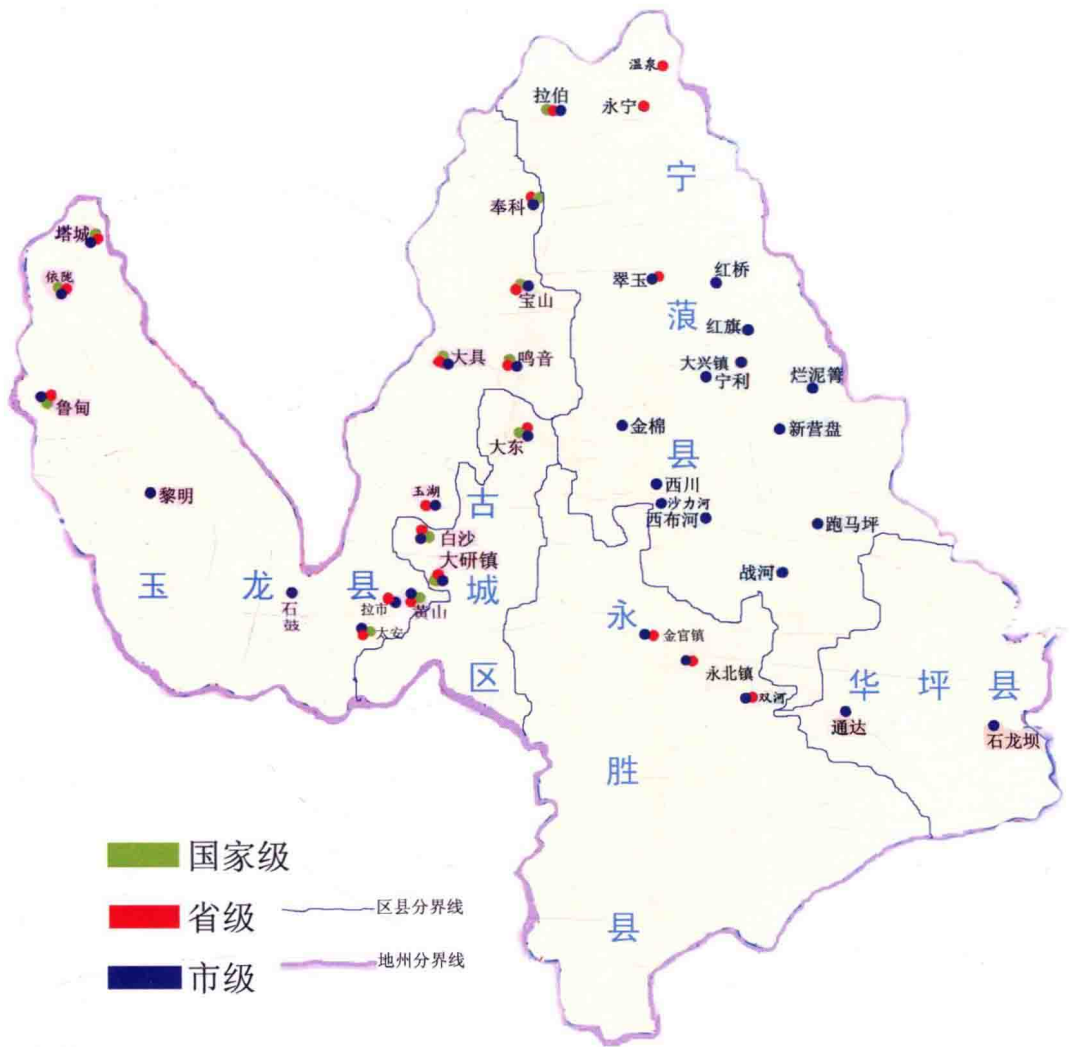 温泉
拉伯
永宁
宁
蒗
县
奉科
塔城
依陇
翠玉
红桥
宝山
红旗
大具
鸣音
大兴镇
宁利
烂泥箐
鲁甸
金棉
新营盘
大东
西川
沙力河
西布河
玉湖
黎明
古
城
区
白沙
跑马坪
大研镇
战河
玉 龙 县
石鼓
拉市
黄山
太安
永
胜
县
金官镇
永北镇
双河
华 坪 县
通达
石龙坝
国家级
省级
区县分界线
市级
地州分界线